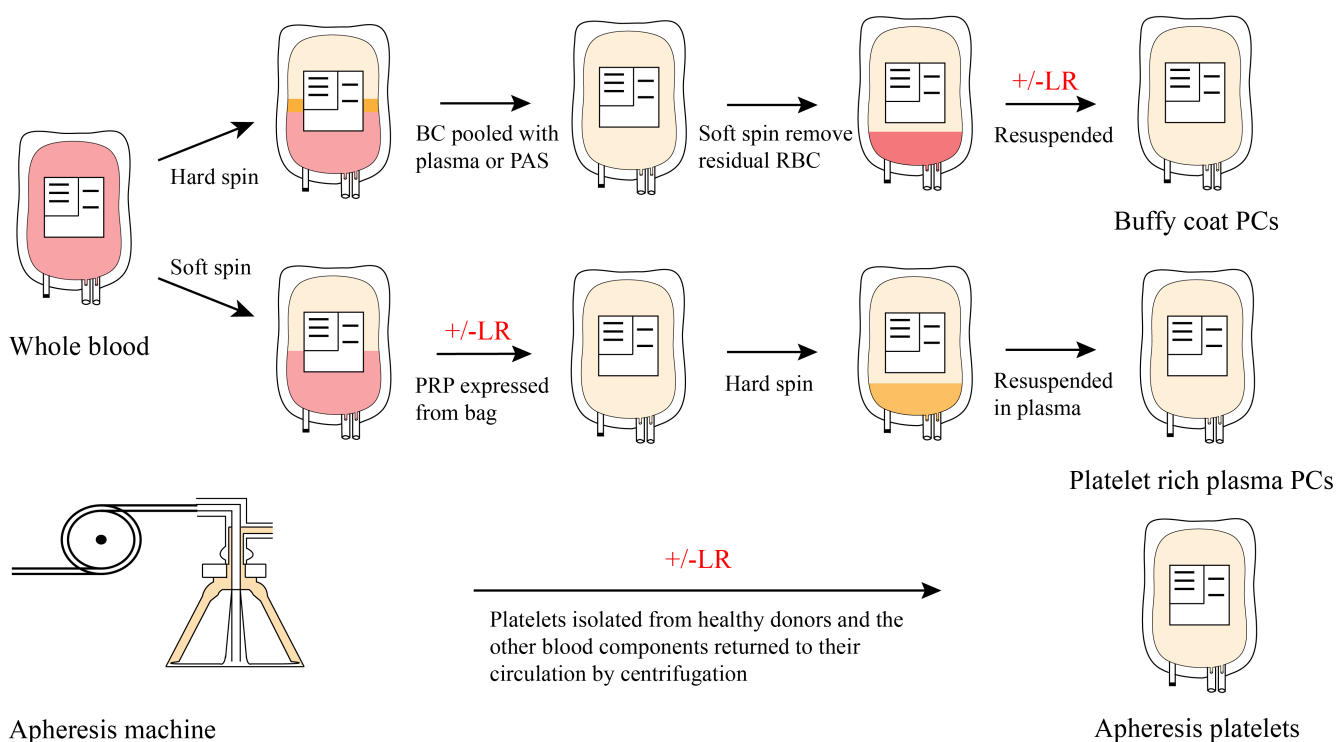 Whole blood
Hard spin
BC pooled with
plasma or PAS
Soft spin remove
residual RBC
+/-LR
Resuspended
Buffy coat PCs
Soft spin
+/-LR
PRP expressed
from bag
Hard spin
Resuspended
in plasma
Platelet rich plasma PCs
Apheresis machine
+/-LR
Platelets isolated from healthy donors and the
other blood components returned to their
circulation by centrifugation
Apheresis platelets